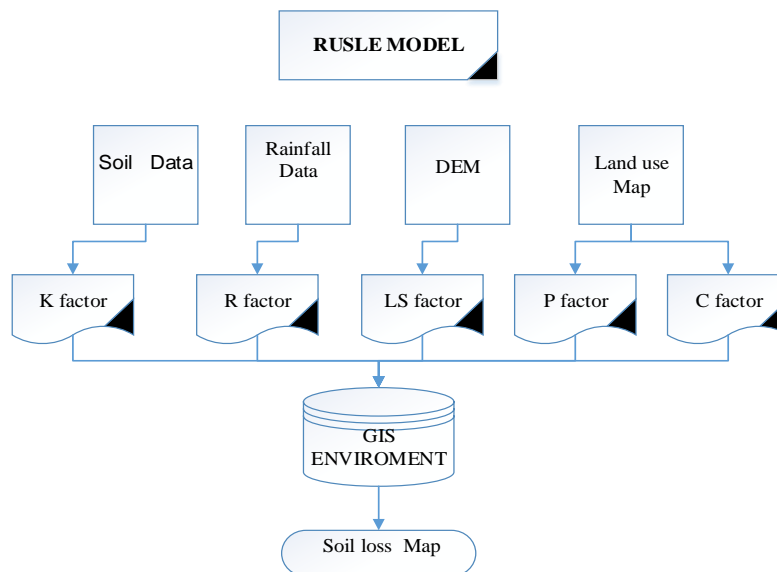 RUSLE MODEL
Soil Data
Rainfall
Data
DEM
Land use
Map
K factor
R factor
LS factor
P factor
C factor
GIS
ENVIROMENT
Soil loss Map